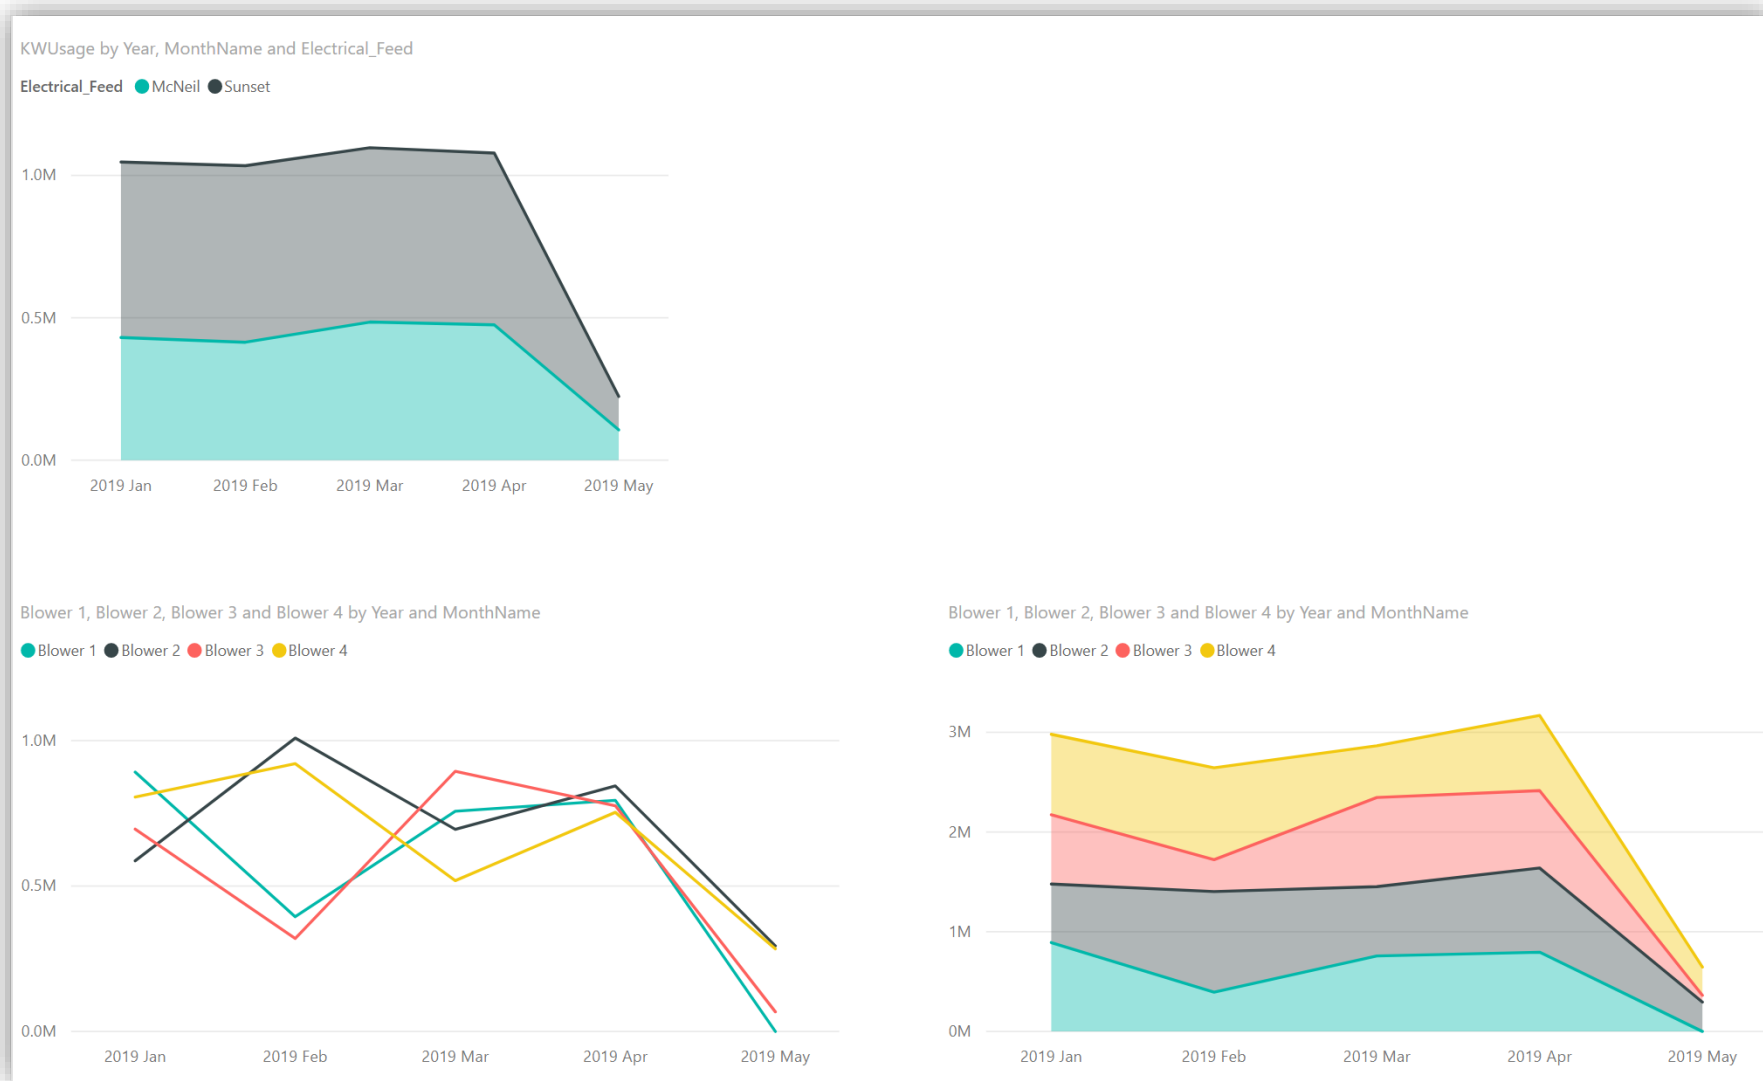 KWUsage by Year, MonthName and Electrical_Feed
Electrical_Feed McNeil Sunset
1.0M
0.5M
0.0M
2019 Jan 2019 Feb 2019 Mar 2019 Apr 2019 May
Blower 1, Blower 2, Blower 3 and Blower 4 by Year and MonthName
Blower 1 Blower 2 Blower 3 Blower 4
1.0M
0.5M
0.0M
2019 Jan 2019 Feb 2019 Mar 2019 Apr 2019 May
Blower 1, Blower 2, Blower 3 and Blower 4 by Year and MonthName
Blower 1 Blower 2 Blower 3 Blower 4
3M
2M
1M
0M
2019 Jan 2019 Feb 2019 Mar 2019 Apr 2019 May